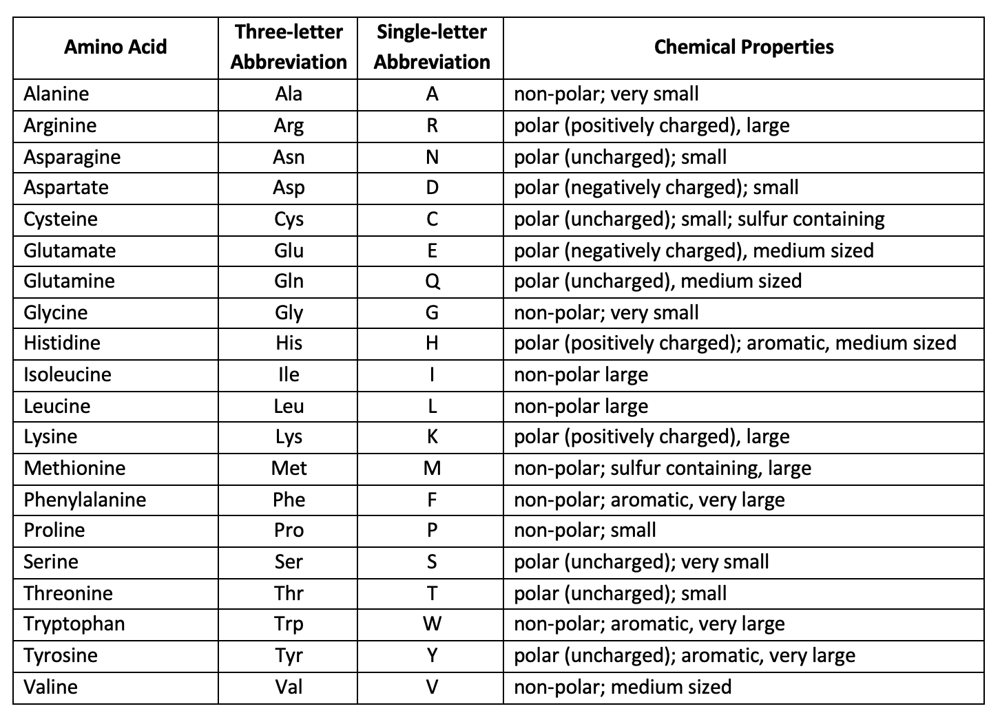 Amino Acid Three-letter Abbreviation Single-letter Abbreviation Chemical Properties
Alanine Ala A non-polar; very small
Arginine Arg R polar (positively charged), large
Asparagine Asn N polar (uncharged); small
Aspartate Asp D polar (negatively charged); small
Cysteine Cys C polar (uncharged); small; sulfur containing
Glutamate Glu E polar (negatively charged), medium sized
Glutamine Gln Q polar (uncharged), medium sized
Glycine Gly G non-polar; very small
Histidine His H polar (positively charged); aromatic, medium sized
Isoleucine Ile I non-polar large
Leucine Leu L non-polar large
Lysine Lys K polar (positively charged), large
Methionine Met M non-polar; sulfur containing, large
Phenylalanine Phe F non-polar; aromatic, very large
Proline Pro P non-polar; small
Serine Ser S polar (uncharged); very small
Threonine Thr T polar (uncharged); small
Tryptophan Trp W non-polar; aromatic, very large
Tyrosine Tyr Y polar (uncharged); aromatic, very large
Valine Val V non-polar; medium sized